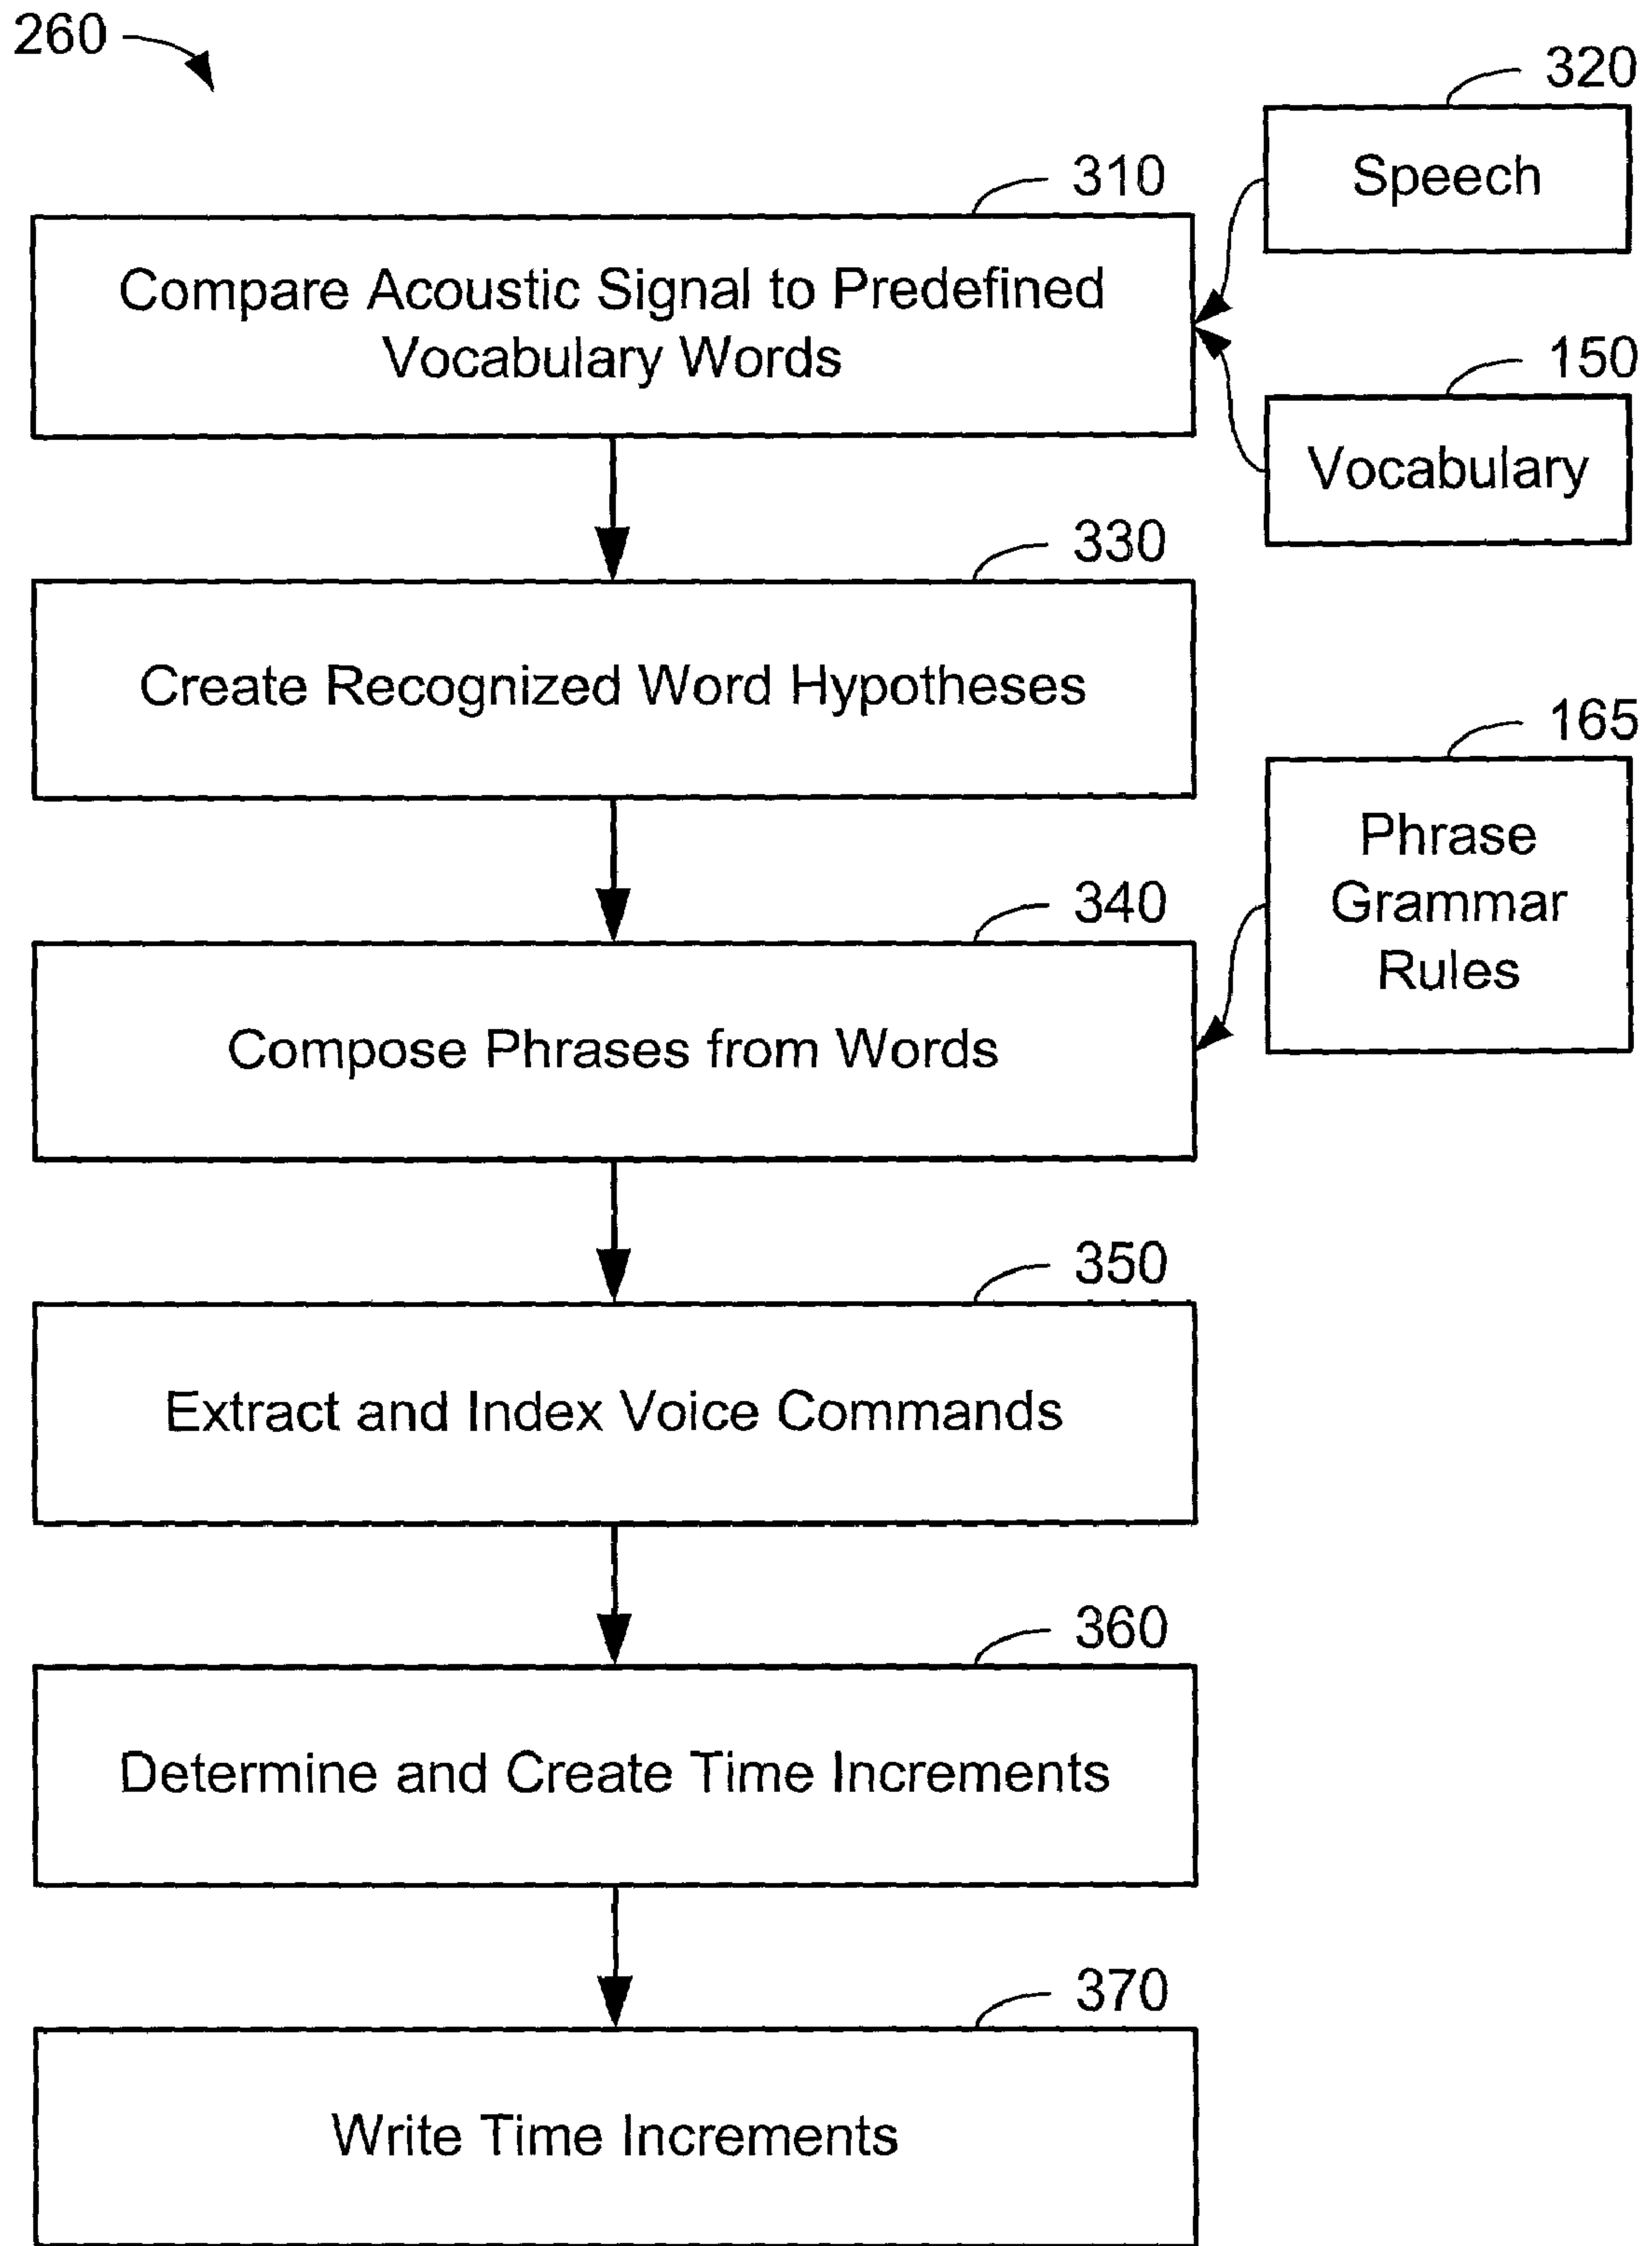 260
320
Speech
310
Compare Acoustic Signal to Predefined
Vocabulary Words
150
Vocabulary
330
Create Recognized Word Hypotheses
165
Phrase
Grammar
Rules
340
Compose Phrases from Words
350
Extract and Index Voice Commands
360
Determine and Create Time Increments
370
Write Time Increments